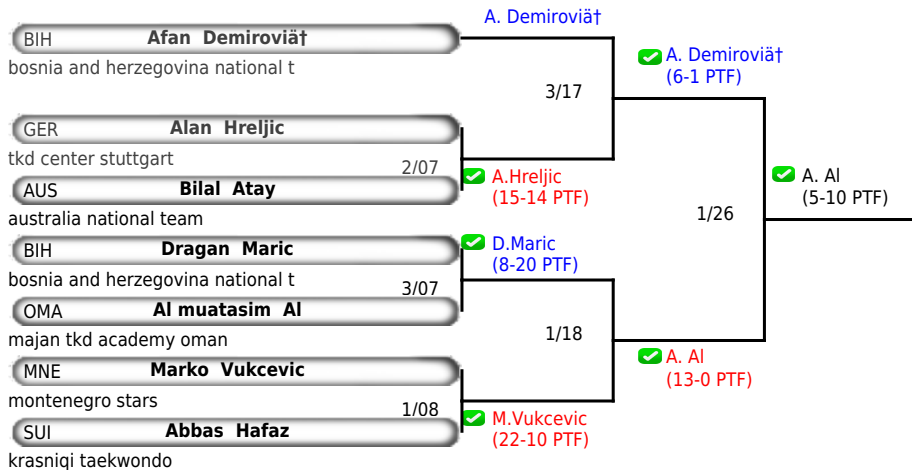 A. Demiroviä†
BIH Afan Demiroviä†
bosnia and herzegovina national t
A. Demiroviä†
(6-1 PTF)
3/17
GER Alan Hreljic
tkd center stuttgart
2/07
A.Hreljic
(15-14 PTF)
AUS Bilal Atay
australia national team
A. Al
(5-10 PTF)
1/26
BIH Dragan Maric
bosnia and herzegovina national t
D.Maric
(8-20 PTF)
3/07
OMA Al muatasim Al
majan tkd academy oman
1/18
A. Al
(13-0 PTF)
MNE Marko Vukcevic
montenegro stars
1/08
M.Vukcevic
(22-10 PTF)
SUI Abbas Hafaz
krasniqi taekwondo